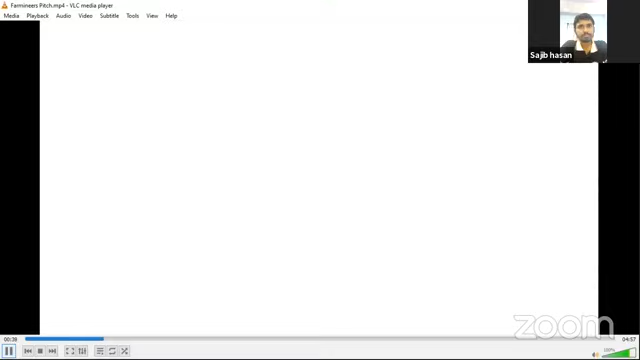 Farmineers Pitch.mp4 - VLC media player
Media Playback Audio Video Subtitle Tools View Help
Sajib hasan
zoom
00:39
04:57
100%